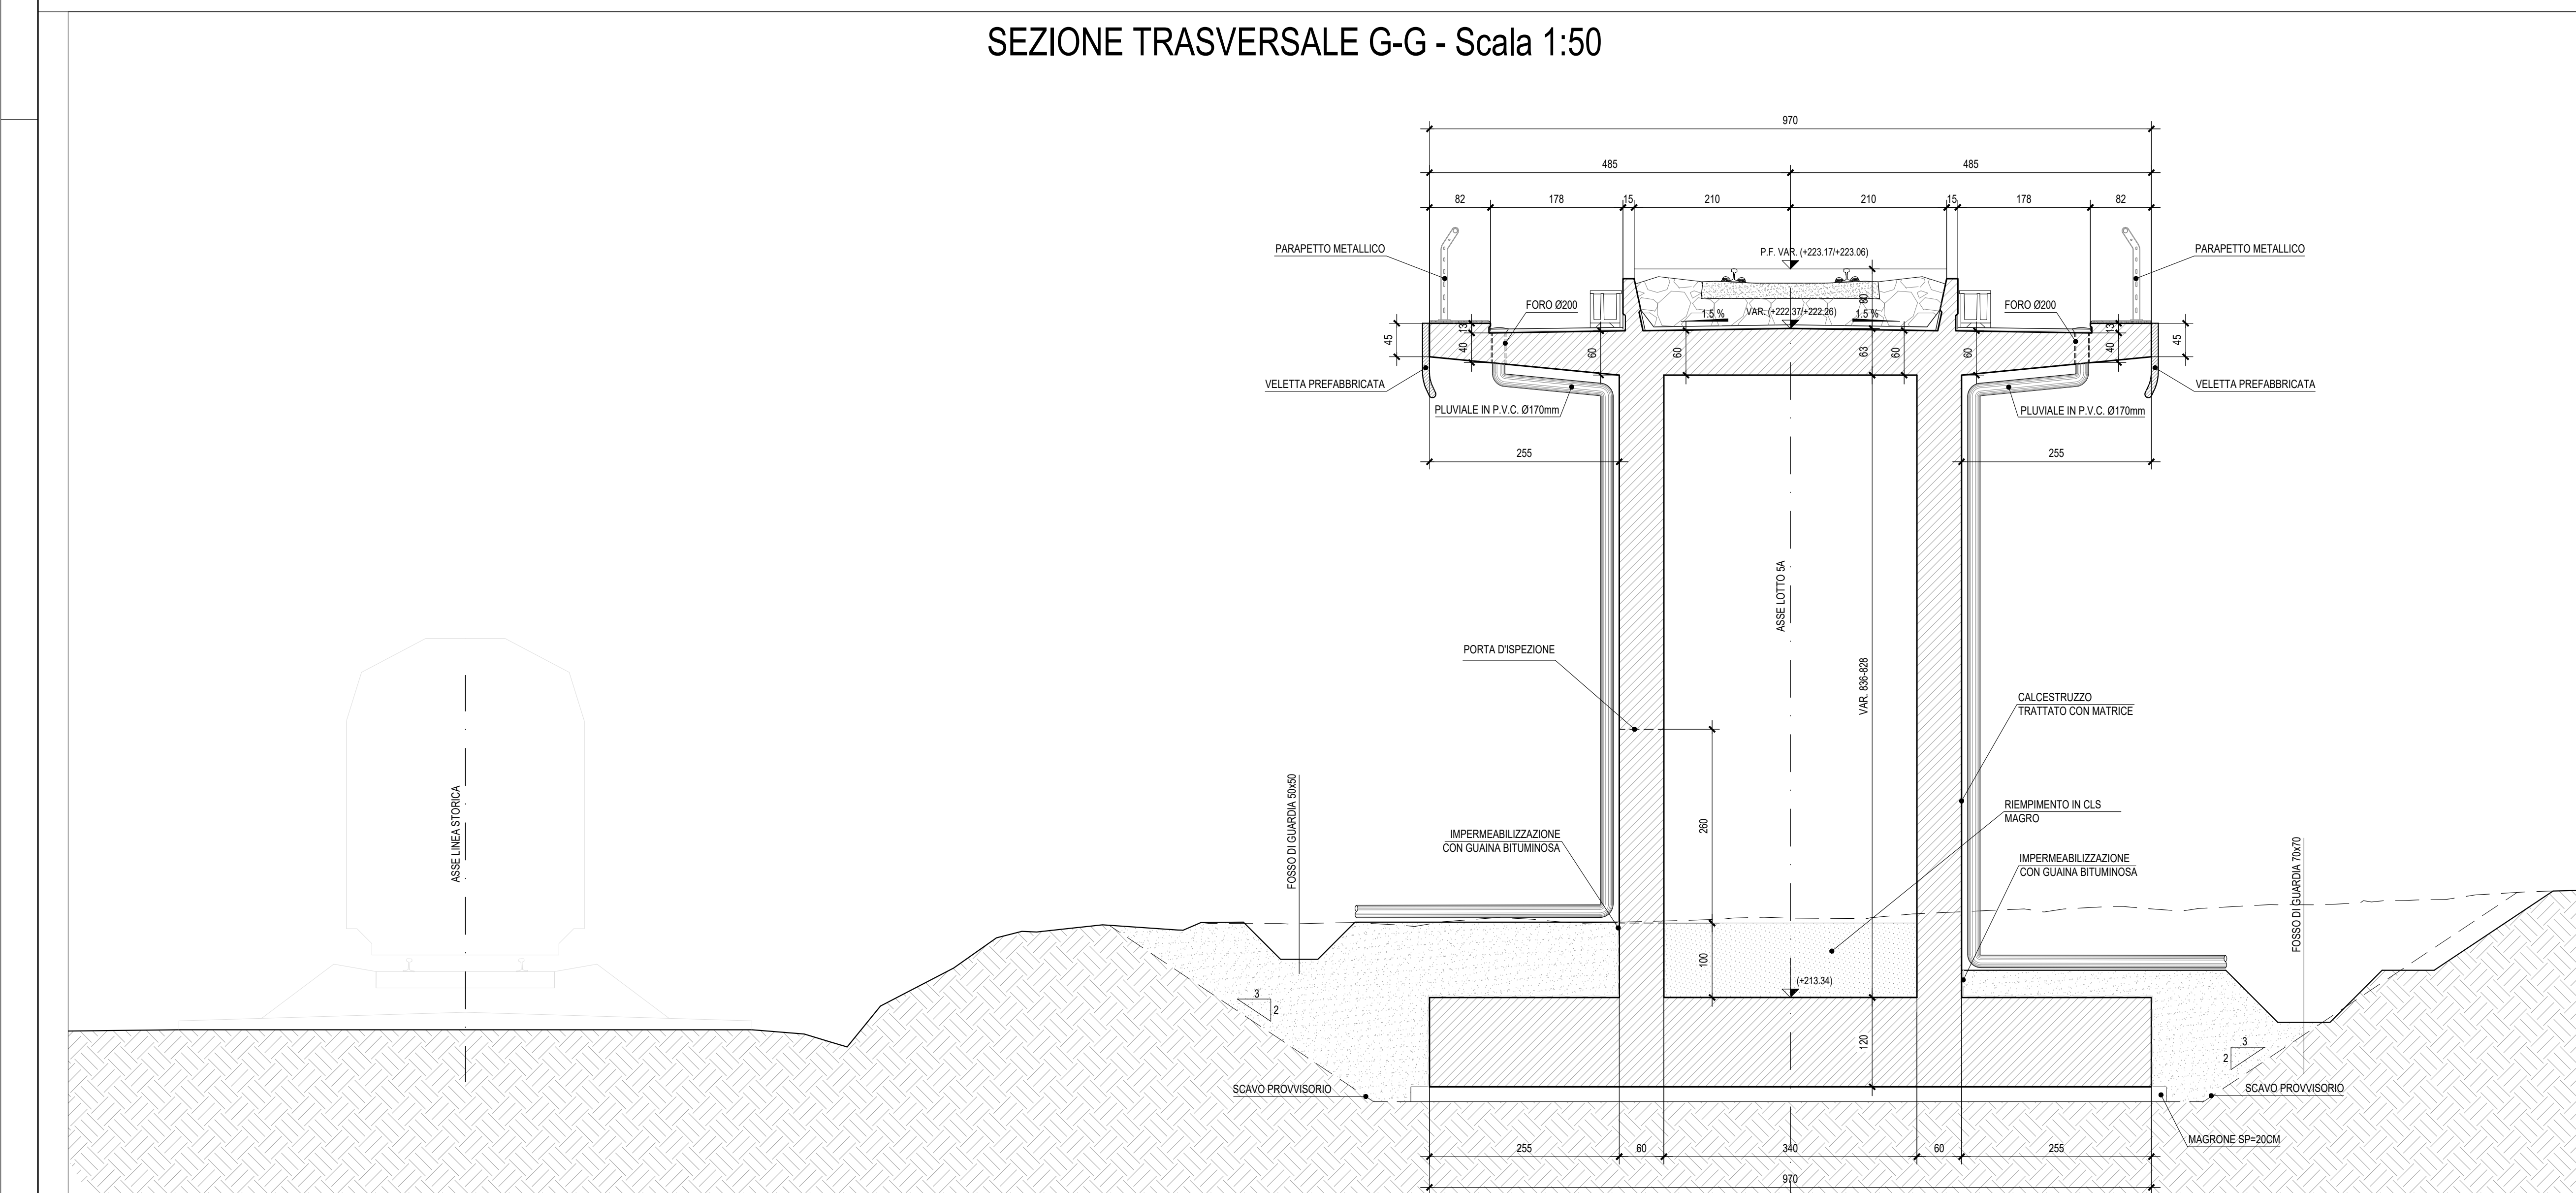 SEZIONE TRASVERSALE G-G - Scala 1:50
970
485
485
82
178
15
210
210
15
178
82
PARAPETTO METALLICO
P.F. VAR. (+223.17/+223.06)
PARAPETTO METALLICO
FORO Ø200
1.5 %
VAR. (+222.37/+222.26)
80
1.5 %
FORO Ø200
45
13
40
60
60
63
60
60
13
40
45
VELETTA PREFABBRICATA
VELETTA PREFABBRICATA
PLUVIALE IN P.V.C. Ø170mm
PLUVIALE IN P.V.C. Ø170mm
255
255
ASSE LOTTO 5A
PORTA D'ISPEZIONE
VAR. 836-828
CALCESTRUZZO
TRATTATO CON MATRICE
ASSE LINEA STORICA
FOSSO DI GUARDIA 50x50
IMPERMEABILIZZAZIONE
CON GUAINA BITUMINOSA
260
RIEMPIMENTO IN CLS
MAGRO
IMPERMEABILIZZAZIONE
CON GUAINA BITUMINOSA
FOSSO DI GUARDIA 70x70
100
(+213.34)
3
2
120
3
2
SCAVO PROVVISORIO
SCAVO PROVVISORIO
MAGRONE SP=20CM
255
60
340
60
255
970